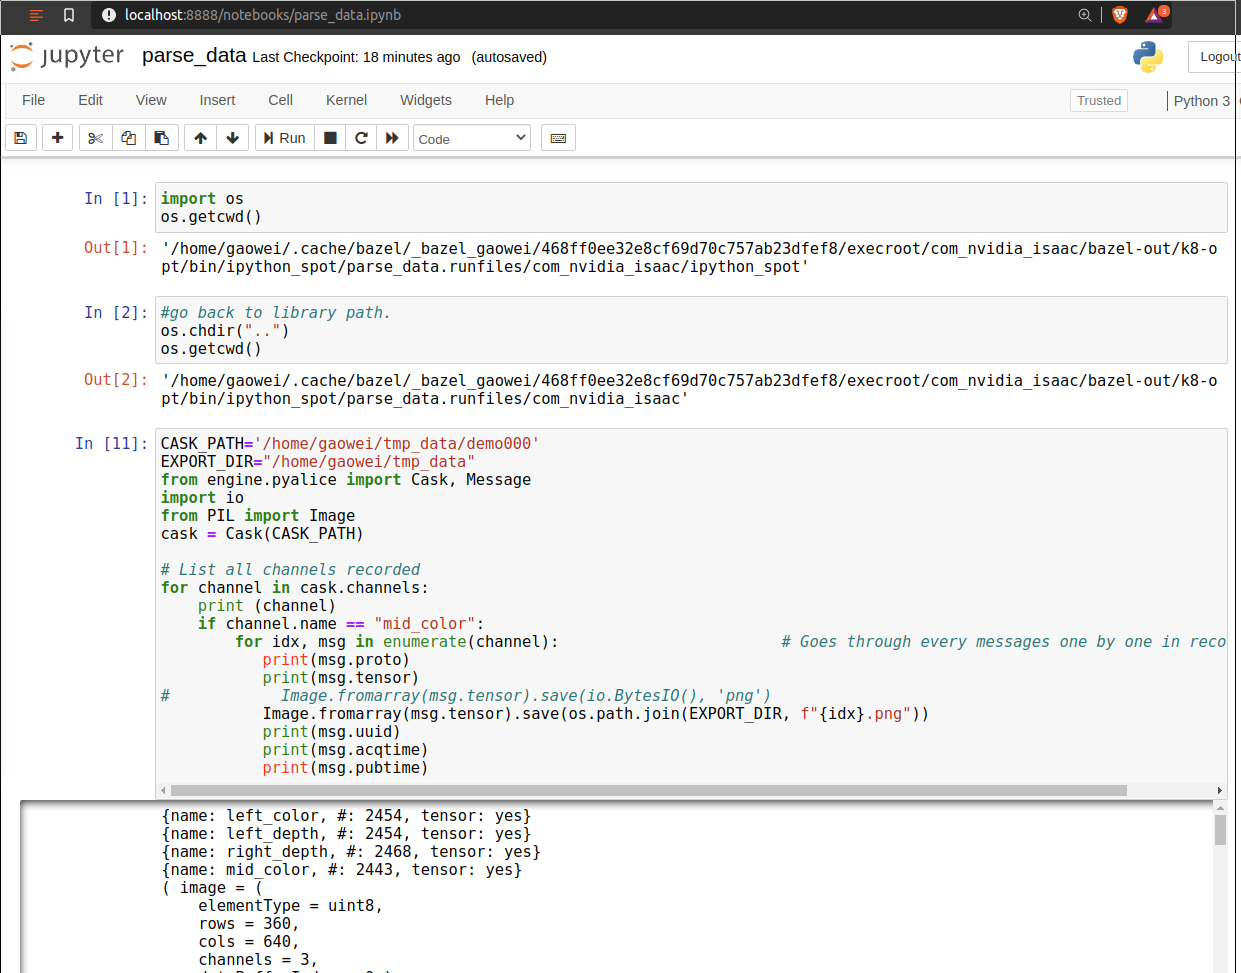 localhost:8888/notebooks/parse_data.ipynb
3
jupyter parse_data Last Checkpoint: 18 minutes ago (autosaved)
Logout
File Edit View Insert Cell Kernel Widgets Help Trusted Python 3
Run Code
In [1]: import os
os.getcwd()
Out[1]: '/home/gaowei/.cache/bazel/_bazel_gaowei/468ff0ee32e8cf69d70c757ab23dfef8/execroot/com_nvidia_isaac/bazel-out/k8-o
pt/bin/ipython_spot/parse_data.runfiles/com_nvidia_isaac/ipython_spot'
In [2]: #go back to library path.
os.chdir("..")
os.getcwd()
Out[2]: '/home/gaowei/.cache/bazel/_bazel_gaowei/468ff0ee32e8cf69d70c757ab23dfef8/execroot/com_nvidia_isaac/bazel-out/k8-o
pt/bin/ipython_spot/parse_data.runfiles/com_nvidia_isaac'
In [11]: CASK_PATH='/home/gaowei/tmp_data/demo000'
EXPORT_DIR="/home/gaowei/tmp_data"
from engine.pyalice import Cask, Message
import io
from PIL import Image
cask = Cask(CASK_PATH)
# List all channels recorded
for channel in cask.channels:
    print (channel)
    if channel.name == "mid_color":
        for idx, msg in enumerate(channel):                        # Goes through every messages one by one in reco
           print(msg.proto)
           print(msg.tensor)
#            Image.fromarray(msg.tensor).save(io.BytesIO(), 'png')
           Image.fromarray(msg.tensor).save(os.path.join(EXPORT_DIR, f"{idx}.png"))
           print(msg.uuid)
           print(msg.acqtime)
           print(msg.pubtime)
{name: left_color, #: 2454, tensor: yes}
{name: left_depth, #: 2454, tensor: yes}
{name: right_depth, #: 2468, tensor: yes}
{name: mid_color, #: 2443, tensor: yes}
( image = (
    elementType = uint8,
    rows = 360,
    cols = 640,
    channels = 3,